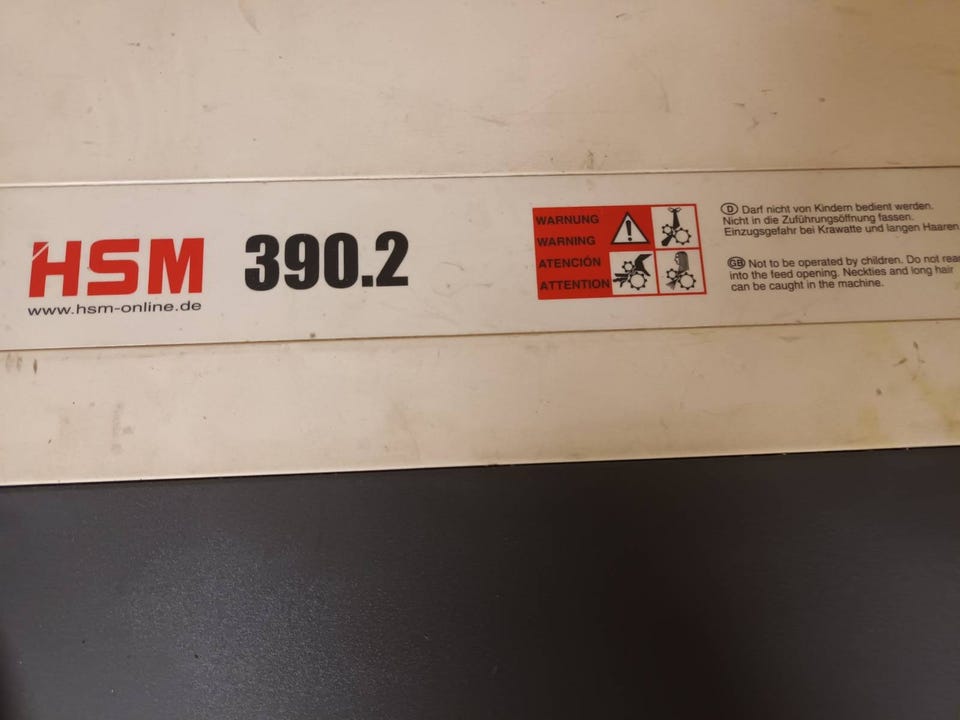 HSM
www.hsm-online.de
390.2
WARNUNG
WARNING
ATENCIÓN
ATTENTION
D Darf nicht von Kindern bedient werden.
Nicht in die Zuführungsöffnung fassen.
Einzugsgefahr bei Krawatte und langen Haaren
GB Not to be operated by children. Do not
into the feed opening. Neckties and long hair
can be caught in the machine.